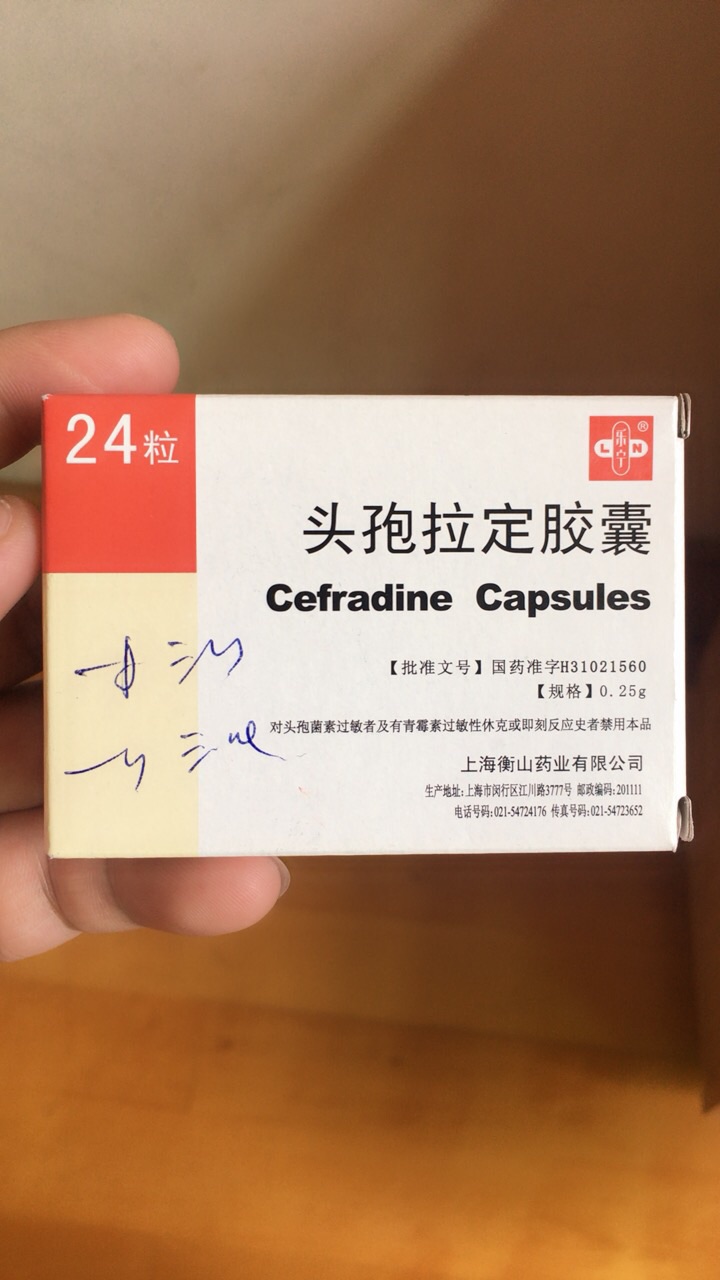 24粒
乐宁
L N ®
头孢拉定胶囊
Cefradine Capsules
【批准文号】国药准字H31021560
【规格】0.25g
对头孢菌素过敏者及有青霉素过敏性休克或即刻反应史者禁用本品
上海衡山药业有限公司
生产地址:上海市闵行区江川路3777号 邮政编码:201111
电话号码:021-54724176 传真号码:021-54723652